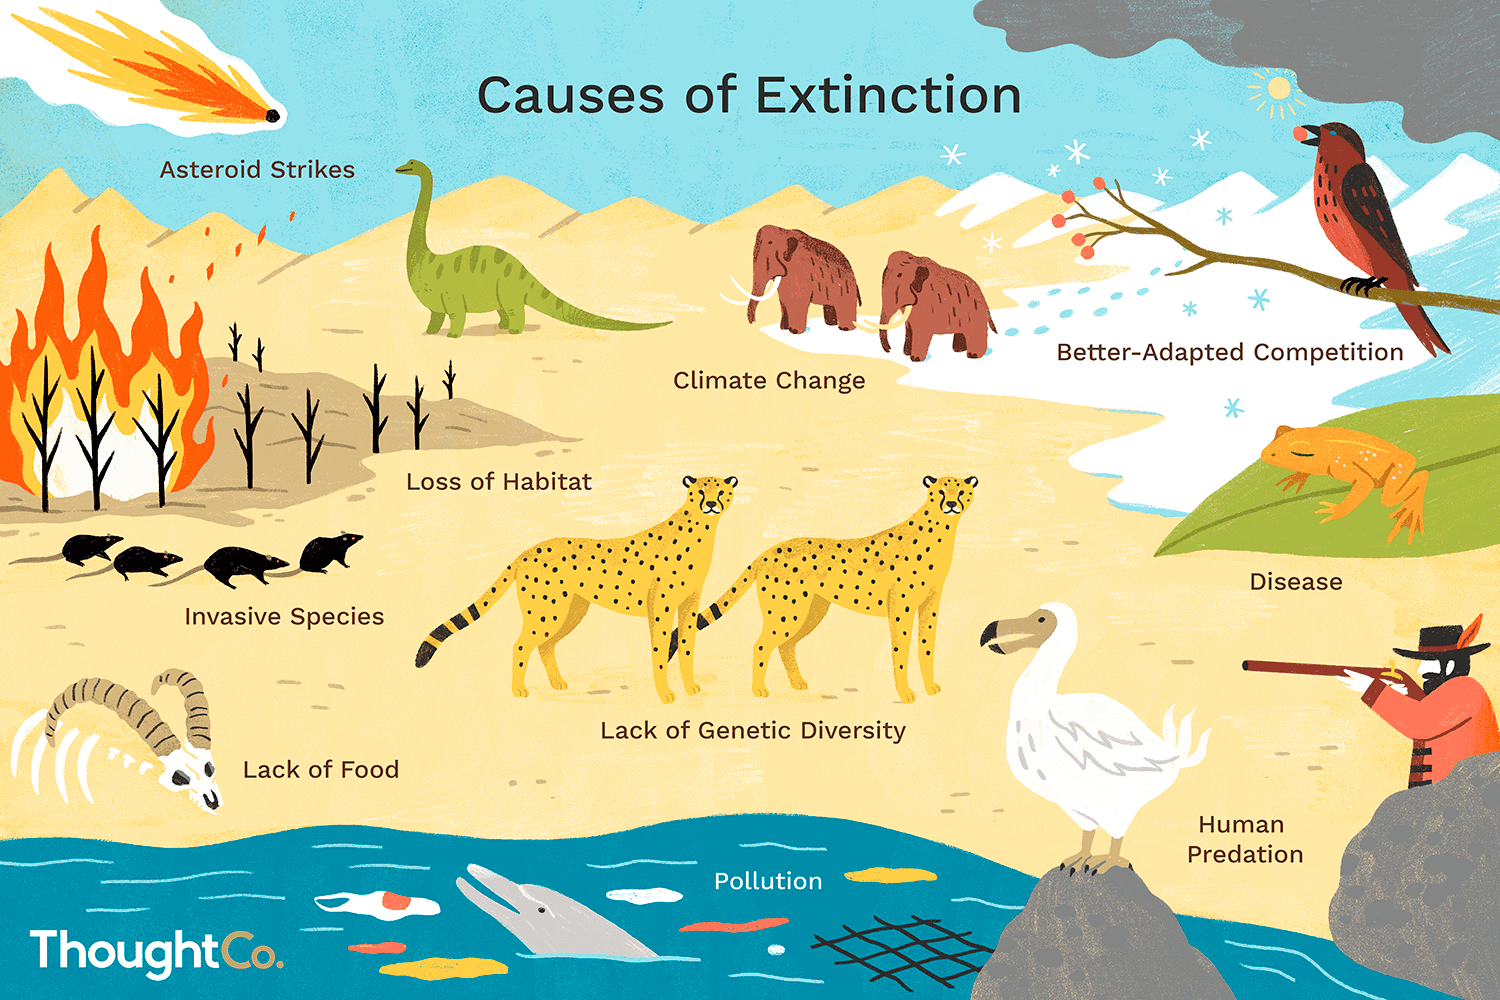 Causes of Extinction
Asteroid Strikes
Better-Adapted Competition
Climate Change
Loss of Habitat
Disease
Invasive Species
Lack of Genetic Diversity
Lack of Food
Human
Predation
Pollution
ThoughtCo.